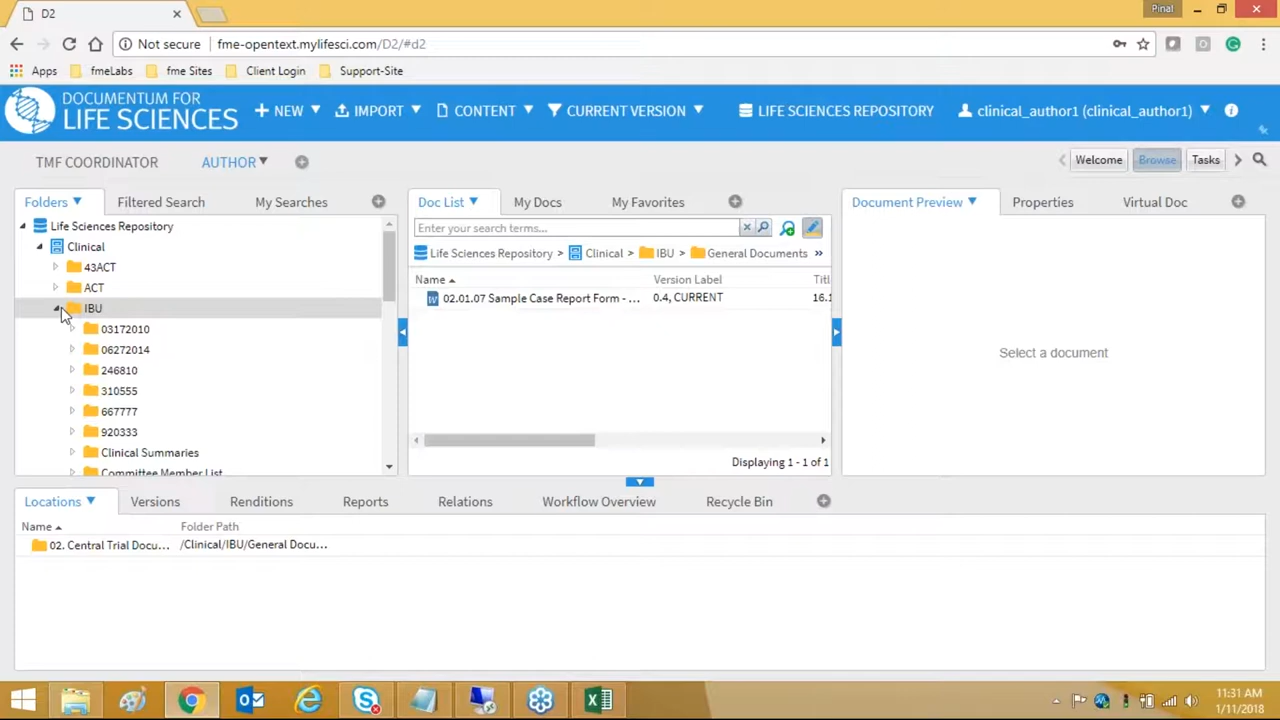 D2
Pinal
Not secure
fme-opentext.mylifesci.com/D2/#d2
Apps
fmeLabs
fme Sites
Client Login
Support-Site
DOCUMENTUM FOR
LIFE SCIENCES
NEW
IMPORT
CONTENT
CURRENT VERSION
LIFE SCIENCES REPOSITORY
clinical_author1 (clinical_author1)
TMF COORDINATOR
AUTHOR
Welcome
Browse
Tasks
Folders
Filtered Search
My Searches
Life Sciences Repository
Clinical
43ACT
ACT
IBU
03172010
06272014
246810
310555
667777
920333
Clinical Summaries
Committee Member List
Doc List
My Docs
My Favorites
Enter your search terms...
Life Sciences Repository > Clinical > IBU > General Documents »
Name Version Label Titl
02.01.07 Sample Case Report Form - ... 0.4, CURRENT 16.1
Displaying 1 - 1 of 1
Document Preview
Properties
Virtual Doc
Select a document
Locations
Versions
Renditions
Reports
Relations
Workflow Overview
Recycle Bin
Name Folder Path
02. Central Trial Docu... /Clinical/IBU/General Docu...
11:31 AM
1/11/2018